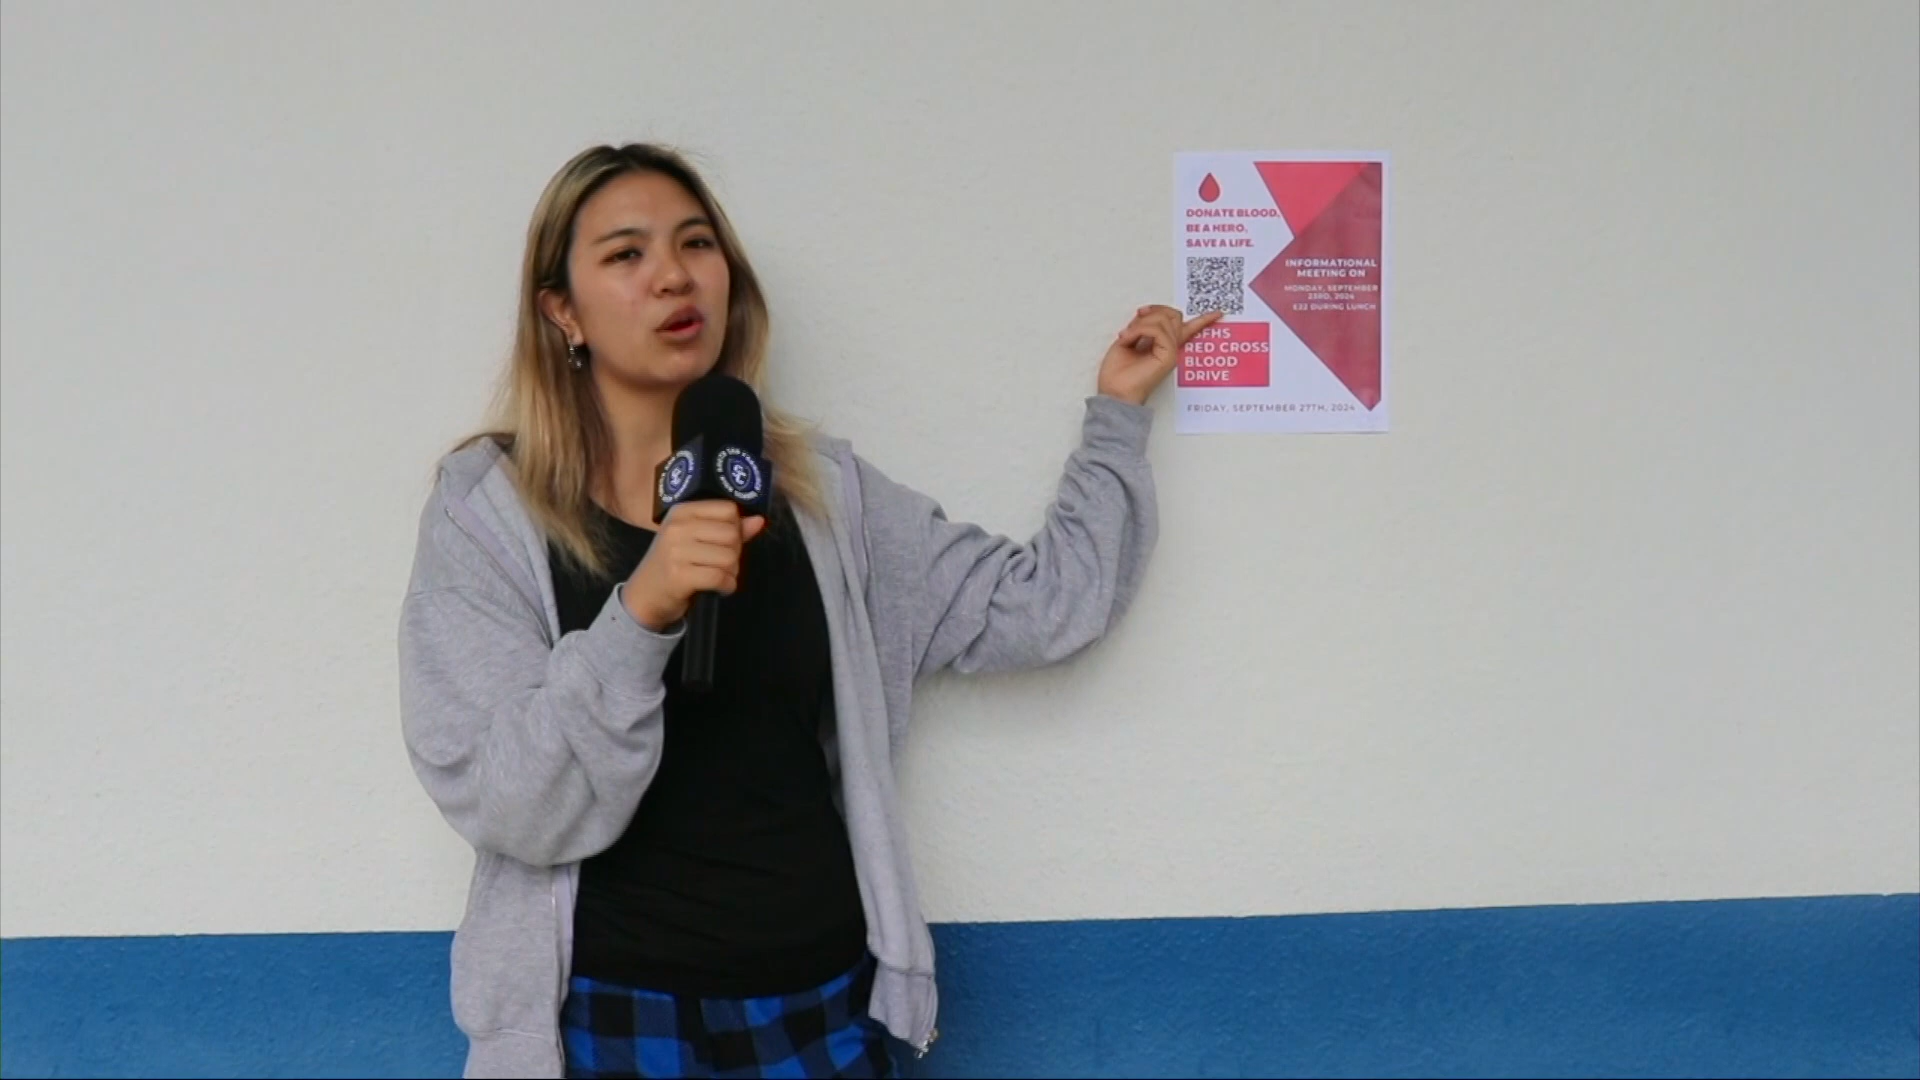 DONATE BLOOD,
BE A HERO,
SAVE A LIFE.
INFORMATIONAL
MEETING ON
MONDAY, SEPTEMBER
23RD, 2024
E22 DURING LUNCH
RED CROSS
BLOOD
DRIVE
FRIDAY, SEPTEMBER 27TH, 2024